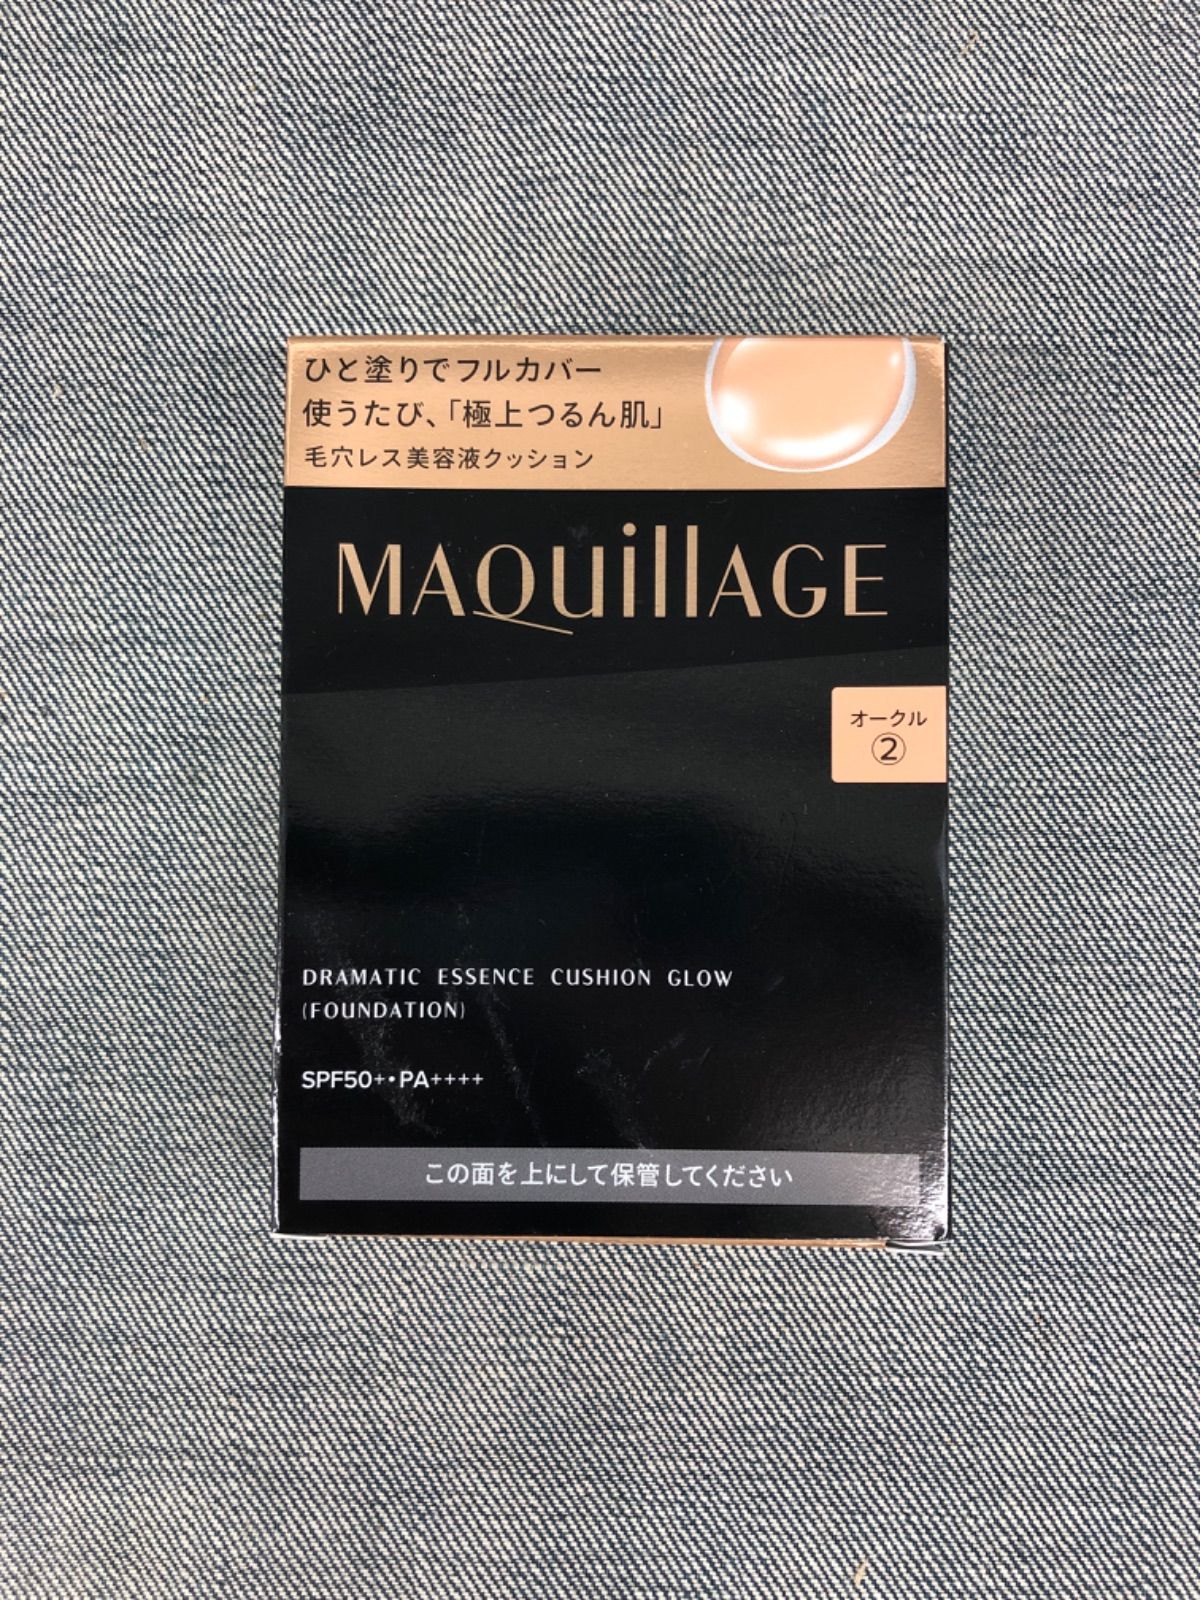 ひと塗りでフルカバー
使うたび、「極上つるん肌」
毛穴レス美容液クッション
MAQuillAGE
オークル
②
DRAMATIC ESSENCE CUSHION GLOW
(FOUNDATION)
SPF50+・PA++++
この面を上にして保管してください